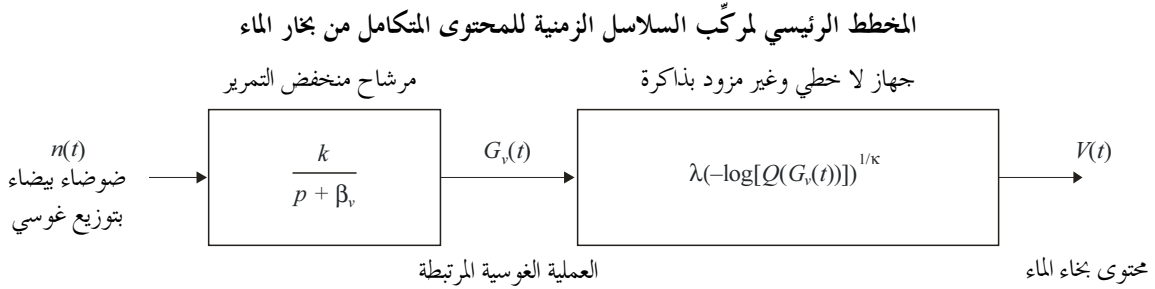 المخطط الرئيسي لمركِّب السلاسل الزمنية للمحتوى المتكامل من بخار الماء
جهاز لا خطي وغير مزود بذاكرة
مرشاح منخفض التمرير
n(t)
ضوضاء بيضاء
بتوزيع غوسي
k
p + βv
Gv(t)
λ(–log[Q(Gv(t))])1/κ
V(t)
العملية الغوسية المرتبطة
محتوى بخاء الماء